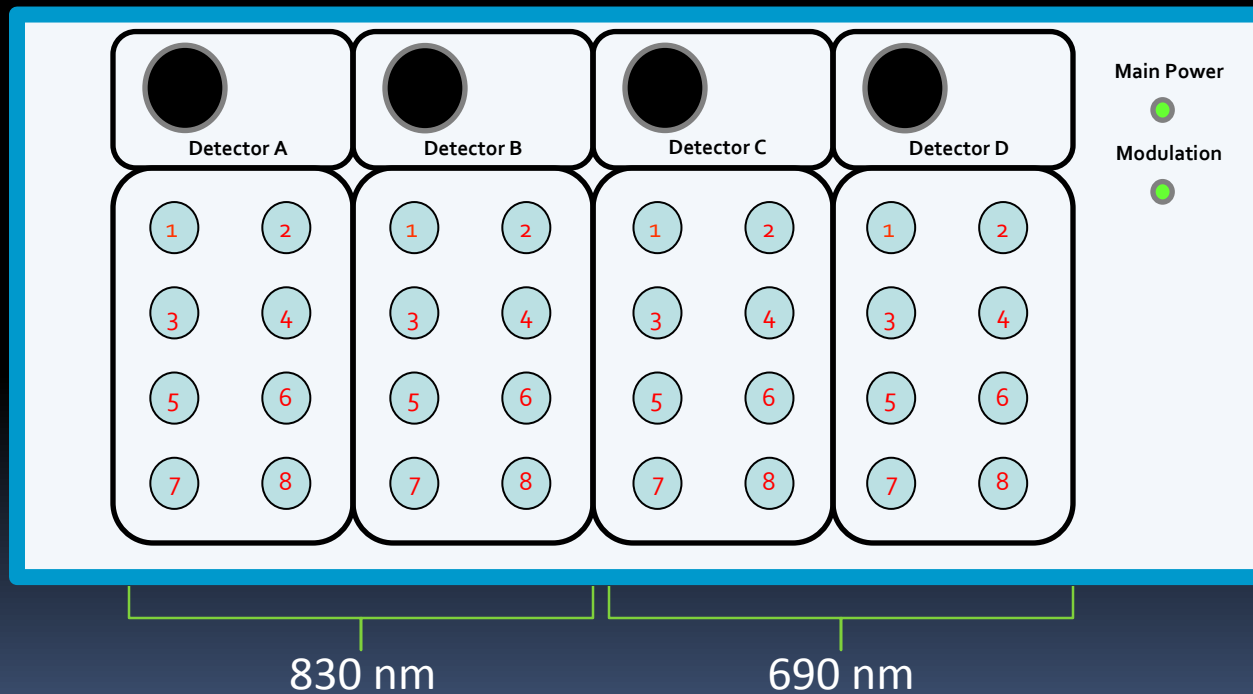 Main Power
Detector A Detector B Detector C Detector D
Modulation
1 2 1 2 1 2 1 2
3 4 3 4 3 4 3 4
5 6 5 6 5 6 5 6
7 8 7 8 7 8 7 8
830 nm 690 nm